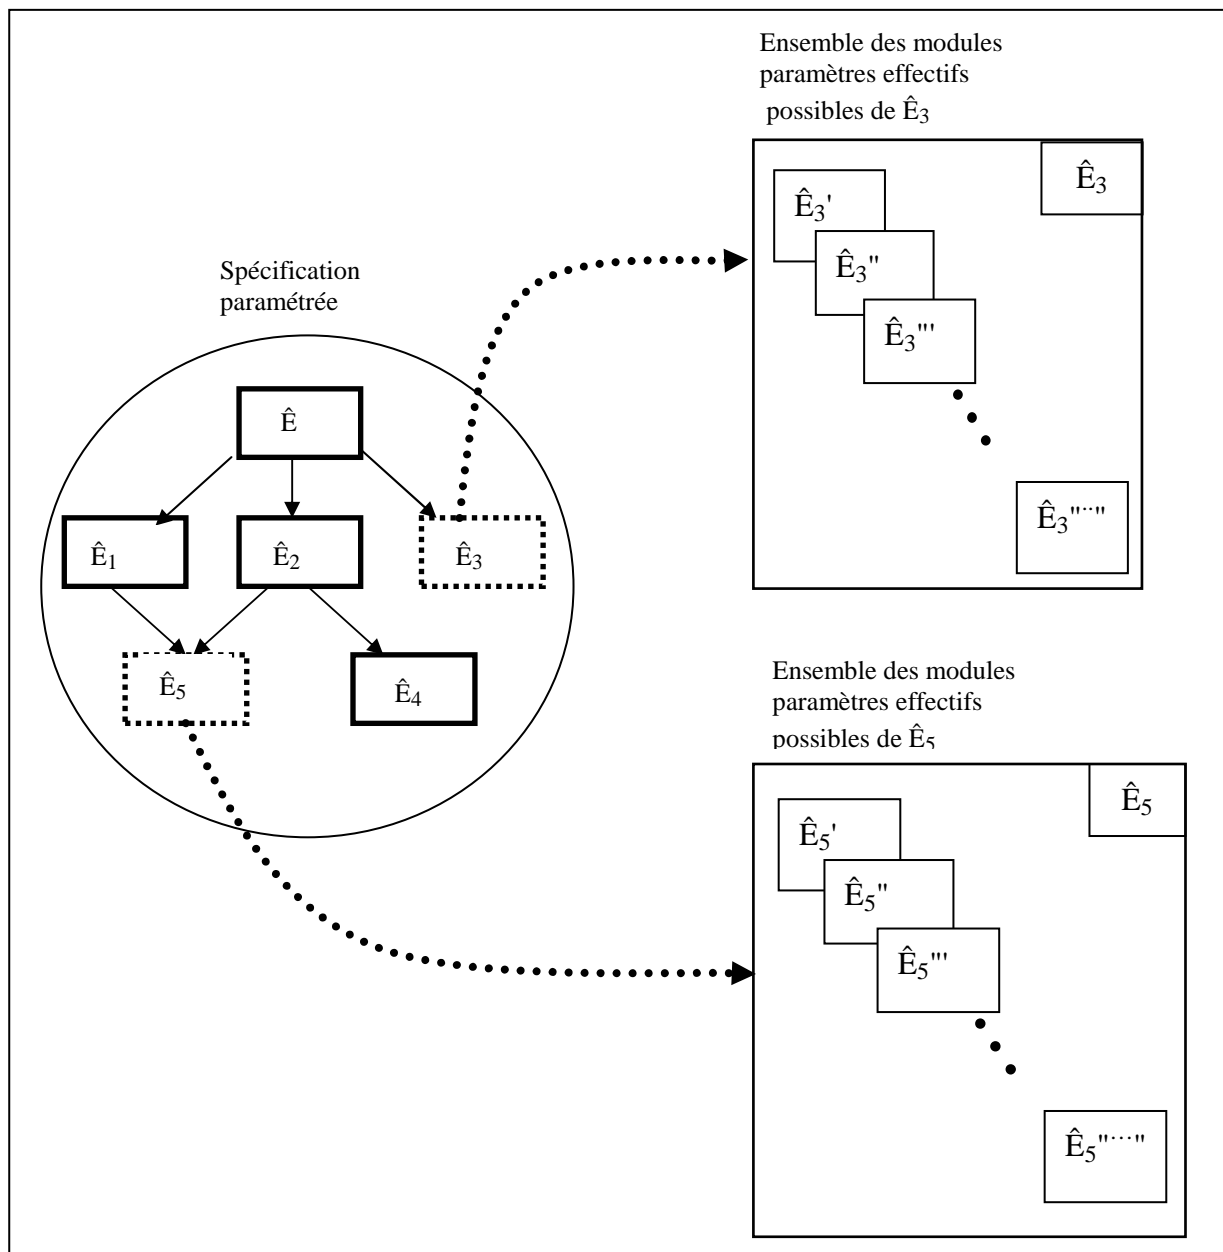 Ensemble des modules
paramètres effectifs
possibles de Ê3
Ê3
Ê3'
Ê3"
Ê3"'
Ê3"¨"
Spécification
paramétrée
Ê
Ê1
Ê2
Ê3
Ê5
Ê4
Ensemble des modules
paramètres effectifs
possibles de Ê5
Ê5
Ê5'
Ê5"
Ê5"'
Ê5"˙˙˙"